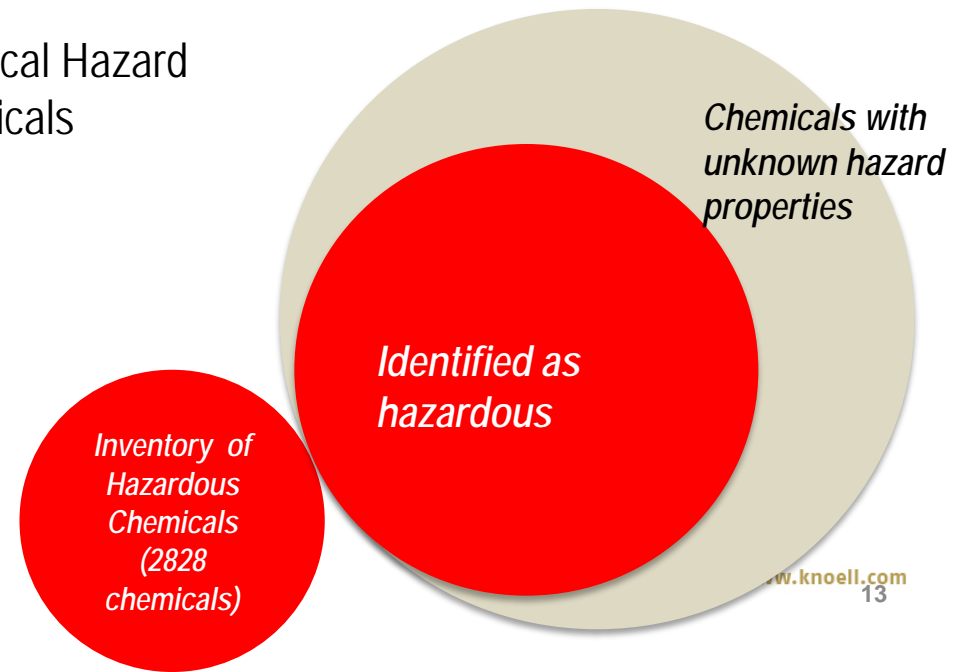 cal Hazard
icals
Chemicals with
unknown hazard
properties
Identified as
hazardous
Inventory of
Hazardous
Chemicals
(2828
chemicals)
w.knoell.com
13